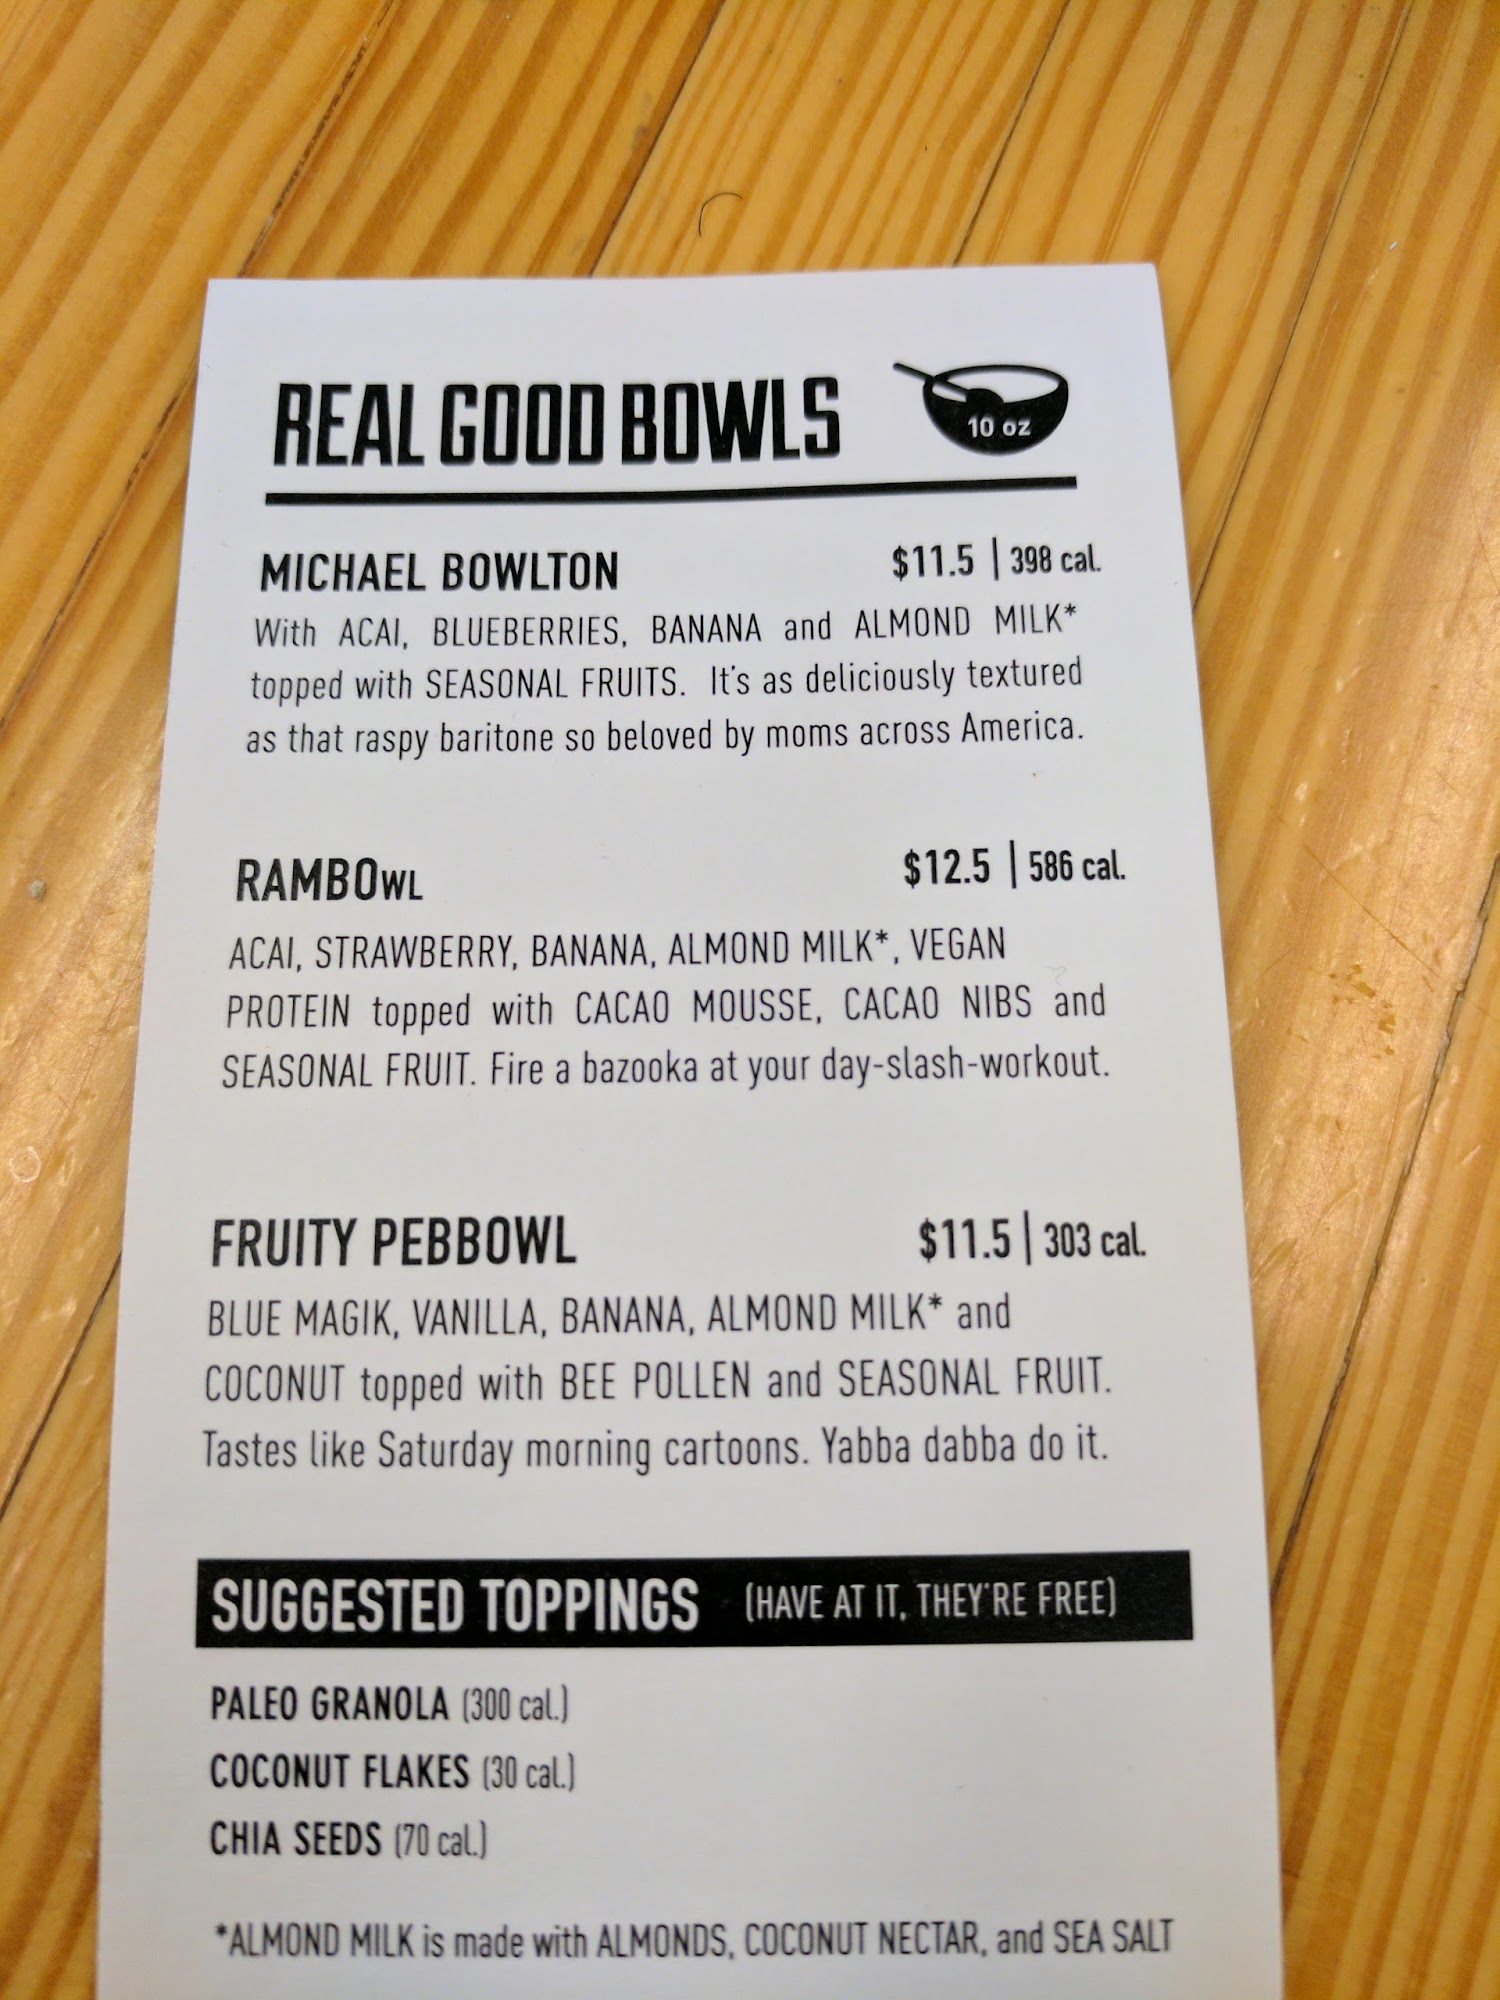 REAL GOOD BOWLS
10 oz
MICHAEL BOWLTON $11.5 | 398 cal.
With ACAI, BLUEBERRIES, BANANA and ALMOND MILK*
topped with SEASONAL FRUITS. It's as deliciously textured
as that raspy baritone so beloved by moms across America.
RAMBOWL $12.5 | 586 cal.
ACAI, STRAWBERRY, BANANA, ALMOND MILK*, VEGAN
PROTEIN topped with CACAO MOUSSE, CACAO NIBS and
SEASONAL FRUIT. Fire a bazooka at your day-slash-workout.
FRUITY PEBBOWL $11.5 | 303 cal.
BLUE MAGIK, VANILLA, BANANA, ALMOND MILK* and
COCONUT topped with BEE POLLEN and SEASONAL FRUIT.
Tastes like Saturday morning cartoons. Yabba dabba do it.
SUGGESTED TOPPINGS (HAVE AT IT, THEY'RE FREE)
PALEO GRANOLA (300 cal.)
COCONUT FLAKES (30 cal.)
CHIA SEEDS (70 cal.)
*ALMOND MILK is made with ALMONDS, COCONUT NECTAR, and SEA SALT